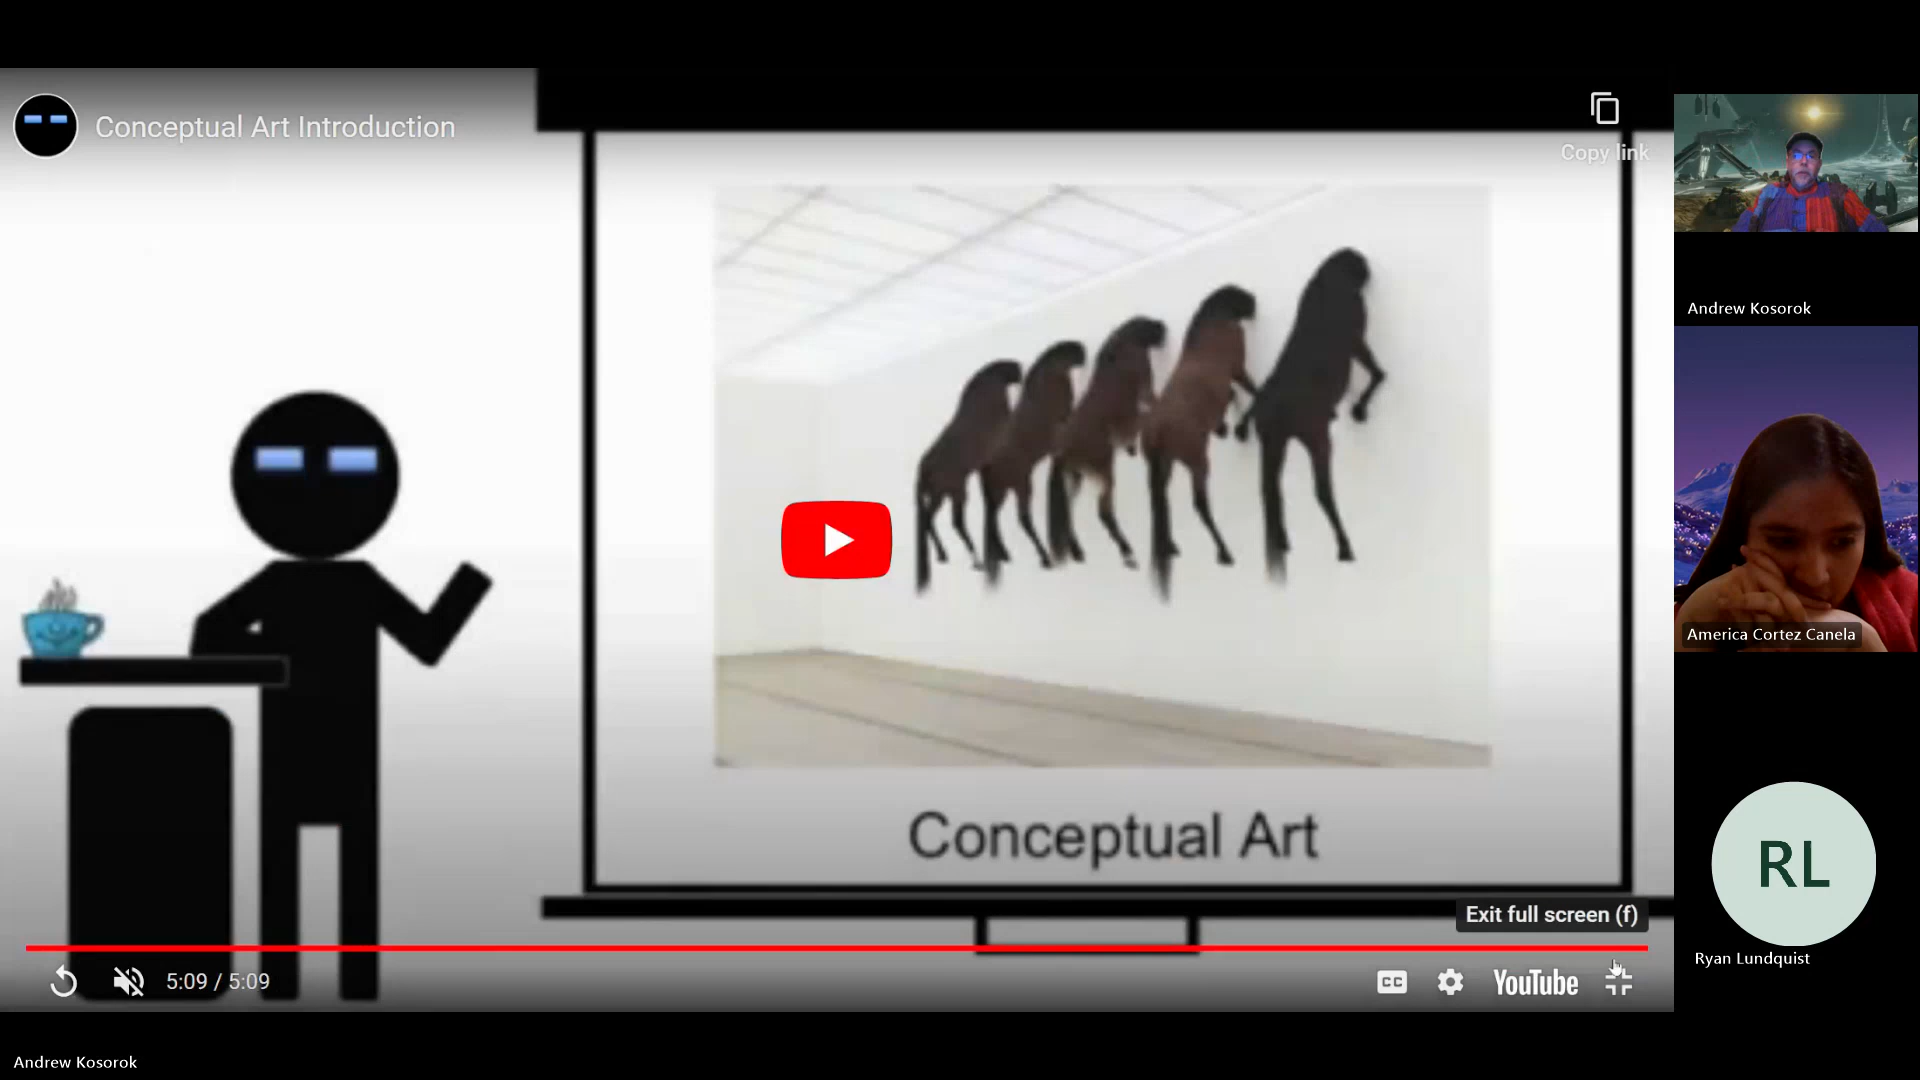 Conceptual Art Introduction
Copy link
Conceptual Art
Exit full screen (f)
5:09 / 5:09
CC
YouTube
Andrew Kosorok
America Cortez Canela
RL
Ryan Lundquist
Andrew Kosorok